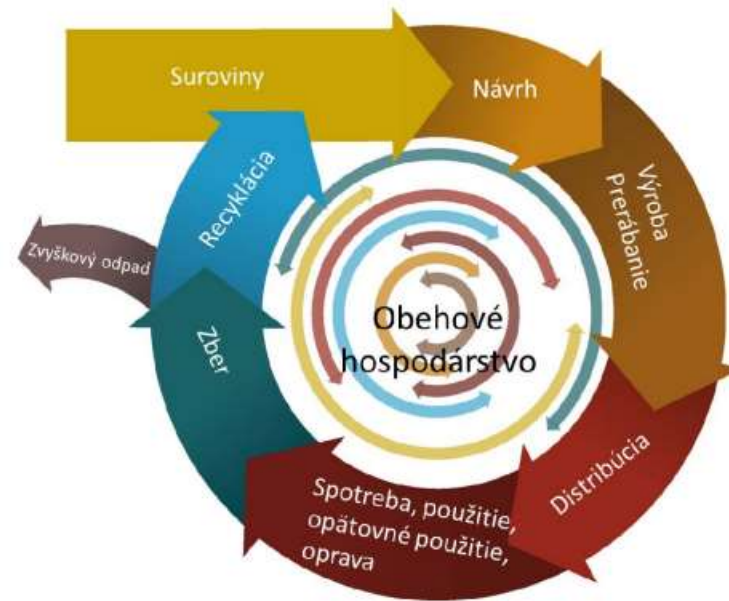 Suroviny
Návrh
Výroba
Prerábanie
Distribúcia
Spotreba, použitie,
opätovné použitie,
oprava
Zber
Recyklácia
Zvyškový odpad
Obehové
hospodárstvo